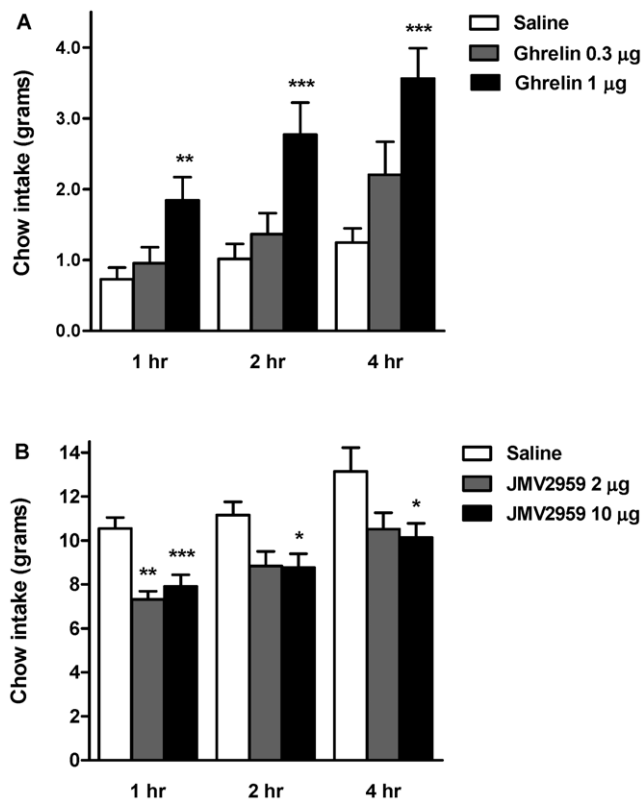 A
Saline
Ghrelin 0.3 µg
Ghrelin 1 µg
Chow intake (grams)
4.0
3.0
2.0
1.0
0.0
**
***
***
1 hr
2 hr
4 hr
B
Saline
JMV2959 2 µg
JMV2959 10 µg
Chow intake (grams)
14
12
10
8
6
4
2
0
**
***
*
*
1 hr
2 hr
4 hr